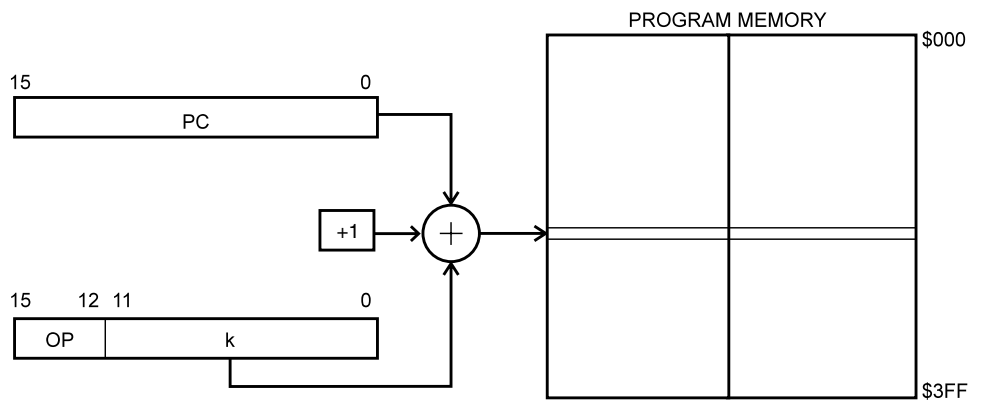 PROGRAM MEMORY
$000
15 0
PC
+1
15 12 11 0
OP k
$3FF